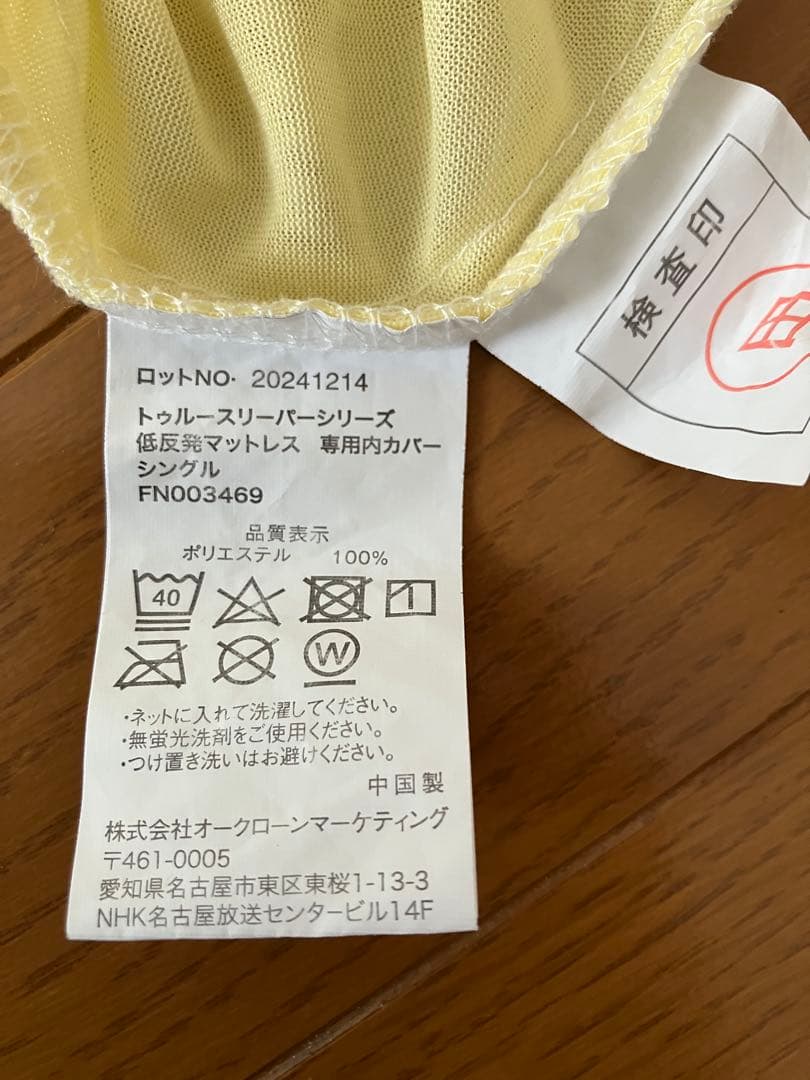 ロットNO· 20241214
トゥルースリーパーシリーズ
低反発マットレス 専用内カバー
シングル
FN003469
品質表示
ポリエステル 100%
40
W
・ネットに入れて洗濯してください。
・無蛍光洗剤をご使用ください。
・つけ置き洗いはお避けください。
中国製
株式会社オークローンマーケティング
〒461-0005
愛知県名古屋市東区東桜1-13-3
NHK名古屋放送センタービル14F
検査印